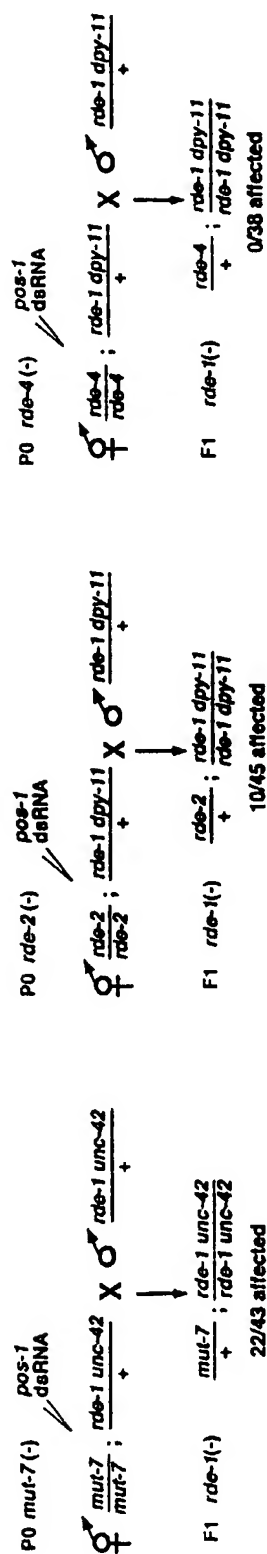 P0 mut-7(-)
pos-1
dsRNA
mut-7
mut-7
;
rde-1 unc-42
+
X
rde-1 unc-42
+
F1 rde-1(-)
mut-7
+
;
rde-1 unc-42
rde-1 unc-42
22/43 affected
P0 rde-2(-)
pos-1
dsRNA
rde-2
rde-2
;
rde-1 dpy-11
+
X
rde-1 dpy-11
+
F1 rde-1(-)
rde-2
+
;
rde-1 dpy-11
rde-1 dpy-11
10/45 affected
P0 rde-4(-)
pos-1
dsRNA
rde-4
rde-4
;
rde-1 dpy-11
+
X
rde-1 dpy-11
+
F1 rde-1(-)
rde-4
+
;
rde-1 dpy-11
rde-1 dpy-11
0/38 affected